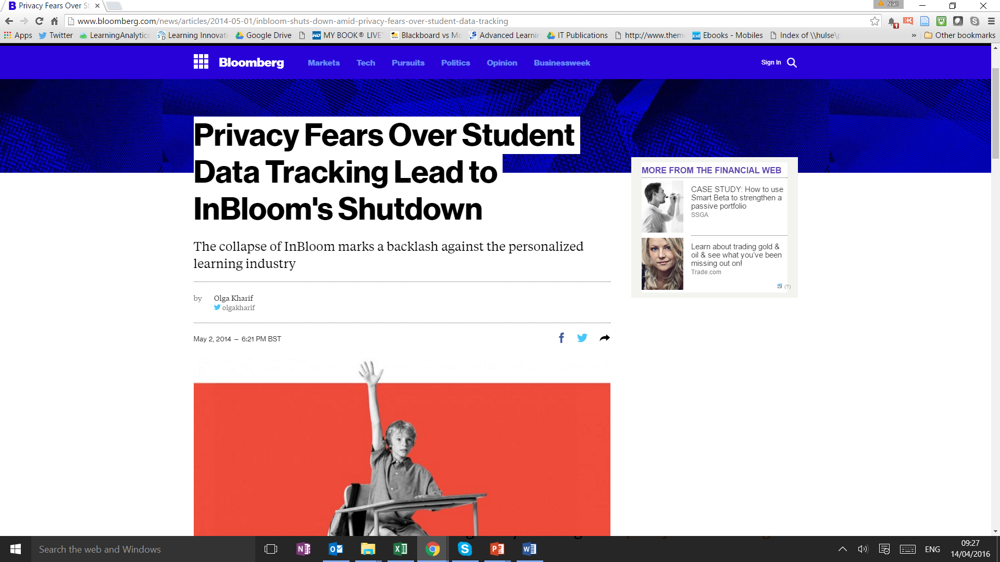 Privacy Fears Over St
Niall
www.bloomberg.com/news/articles/2014-05-01/inbloom-shuts-down-amid-privacy-fears-over-student-data-tracking
1
Apps Twitter LearningAnalytics Learning Innovati Google Drive MY BOOK® LIVE Blackboard vs Mo Advanced Learnin IT Publications http://www.them Ebooks - Mobiles Index of \\hulse\p » Other bookmarks
Bloomberg Markets Tech Pursuits Politics Opinion Businessweek Sign In
Privacy Fears Over Student
Data Tracking Lead to
InBloom's Shutdown
The collapse of InBloom marks a backlash against the personalized
learning industry
by Olga Kharif
olgakharif
May 2, 2014 — 6:21 PM BST
MORE FROM THE FINANCIAL WEB
CASE STUDY: How to use
Smart Beta to strengthen a
passive portfolio
SSGA
Learn about trading gold &
oil & see what you've been
missing out on!
Trade.com
(?)
Search the web and Windows
ENG
09:27
14/04/2016